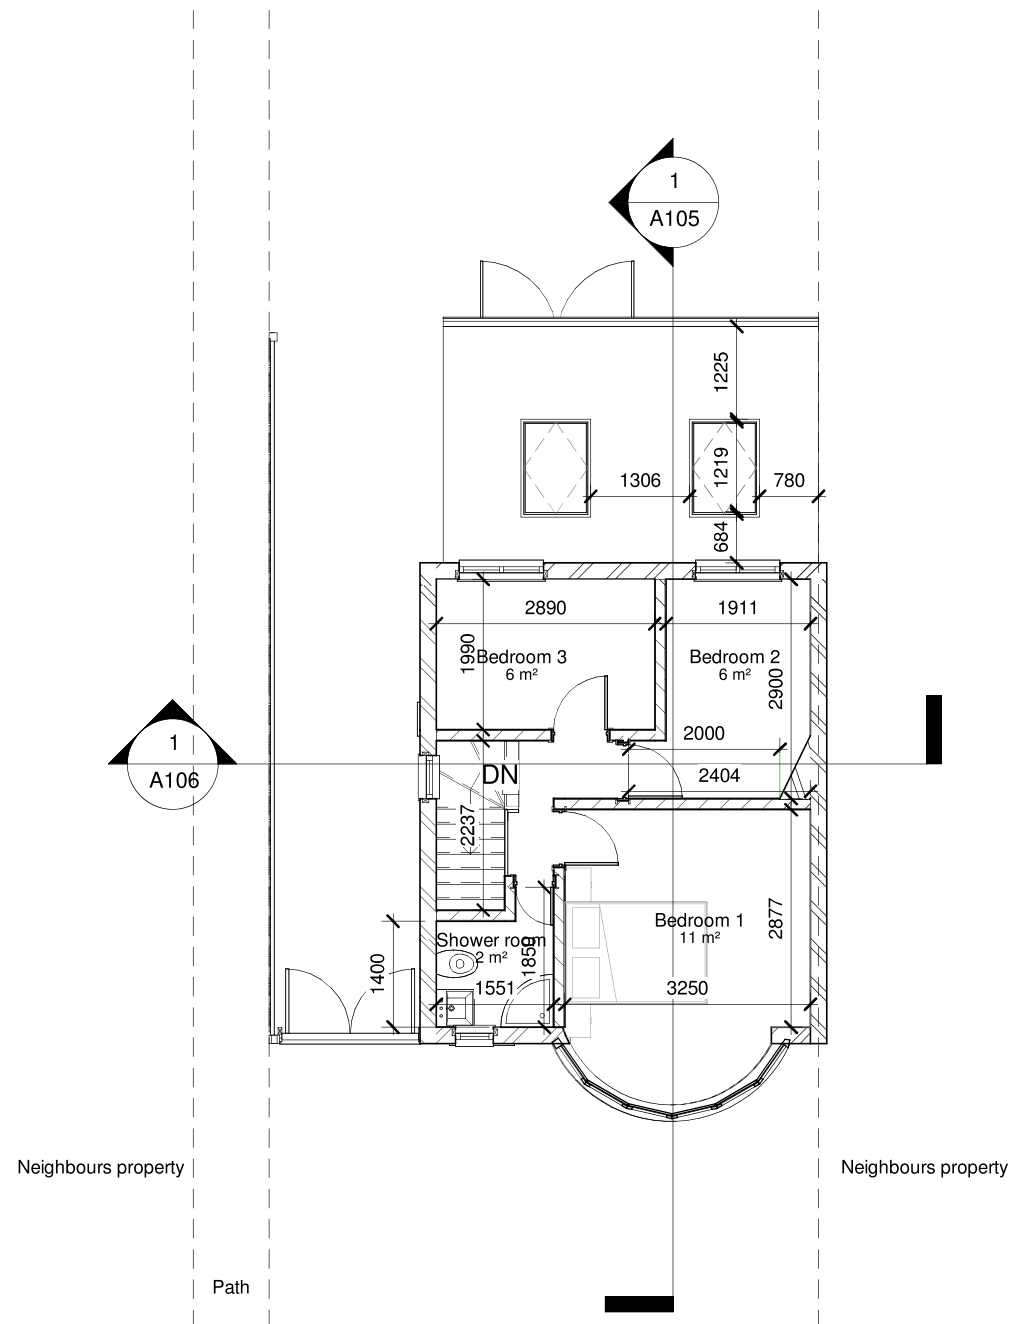 1
A105
1225
1306
1219
780
684
2890
1911
1990
Bedroom 3
6 m²
Bedroom 2
6 m²
2900
2000
1
A106
DN
2404
2237
Bedroom 1
11 m²
2877
Shower room
2 m²
1850
1400
1551
3250
Neighbours property
Neighbours property
Path